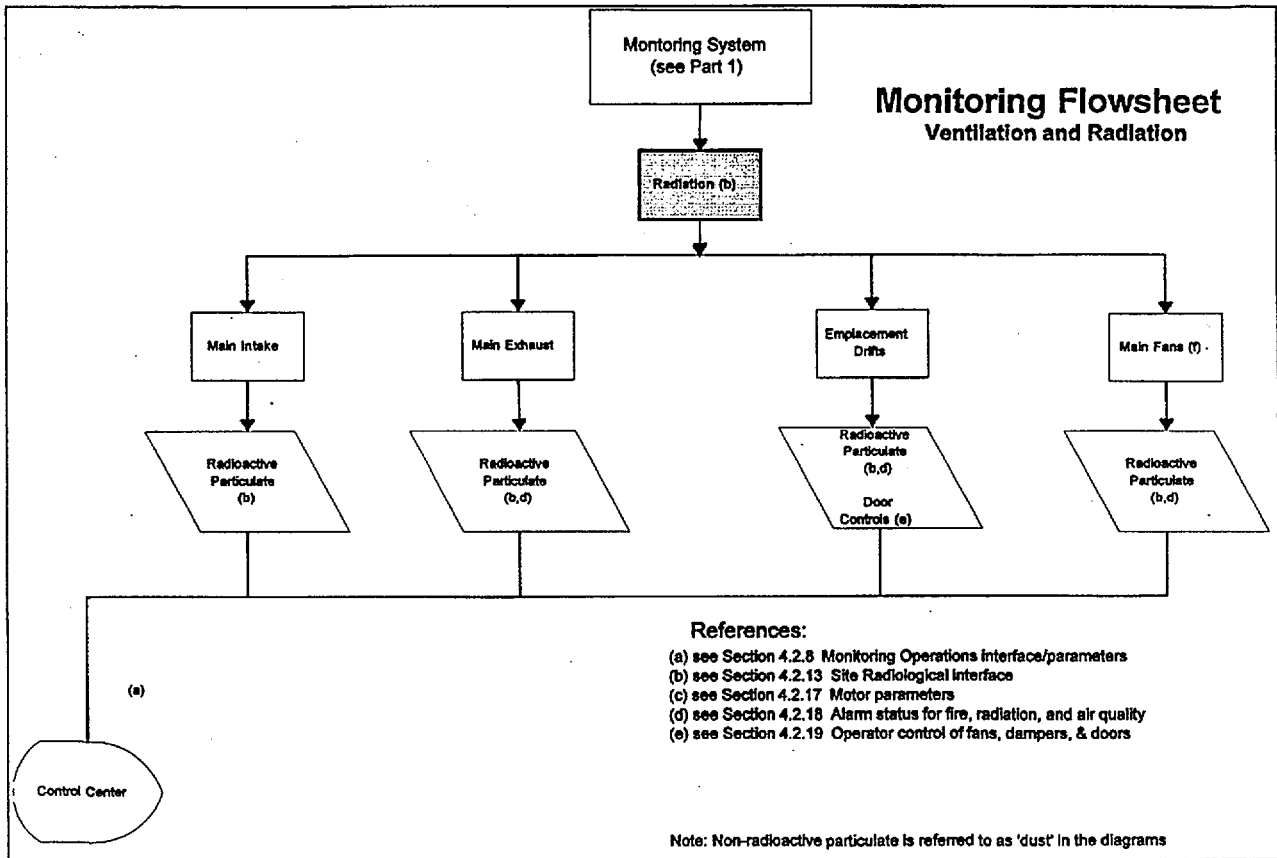 Montoring System
(see Part 1)
Monitoring Flowsheet
Ventilation and Radiation
Radiation (b)
Main Intake
Main Exhaust
Emplacement
Drifts
Main Fans (f)
Radioactive
Particulate
(b)
Radioactive
Particulate
(b,d)
Radioactive
Particulate
(b,d)
Door
Controls (e)
Radioactive
Particulate
(b,d)
References:
(a) see Section 4.2.8 Monitoring Operations interface/parameters
(b) see Section 4.2.13 Site Radiological Interface
(c) see Section 4.2.17 Motor parameters
(d) see Section 4.2.18 Alarm status for fire, radiation, and air quality
(e) see Section 4.2.19 Operator control of fans, dampers, & doors
(a)
Control Center
Note: Non-radioactive particulate is referred to as 'dust' in the diagrams